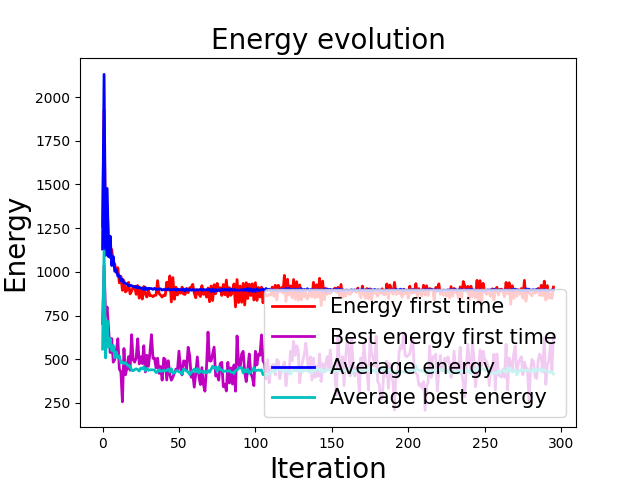 Energy evolution
Energy
2000
1750
1500
1250
1000
750
500
250
Energy first time
Best energy first time
Average energy
Average best energy
0 50 100 150 200 250 300
Iteration